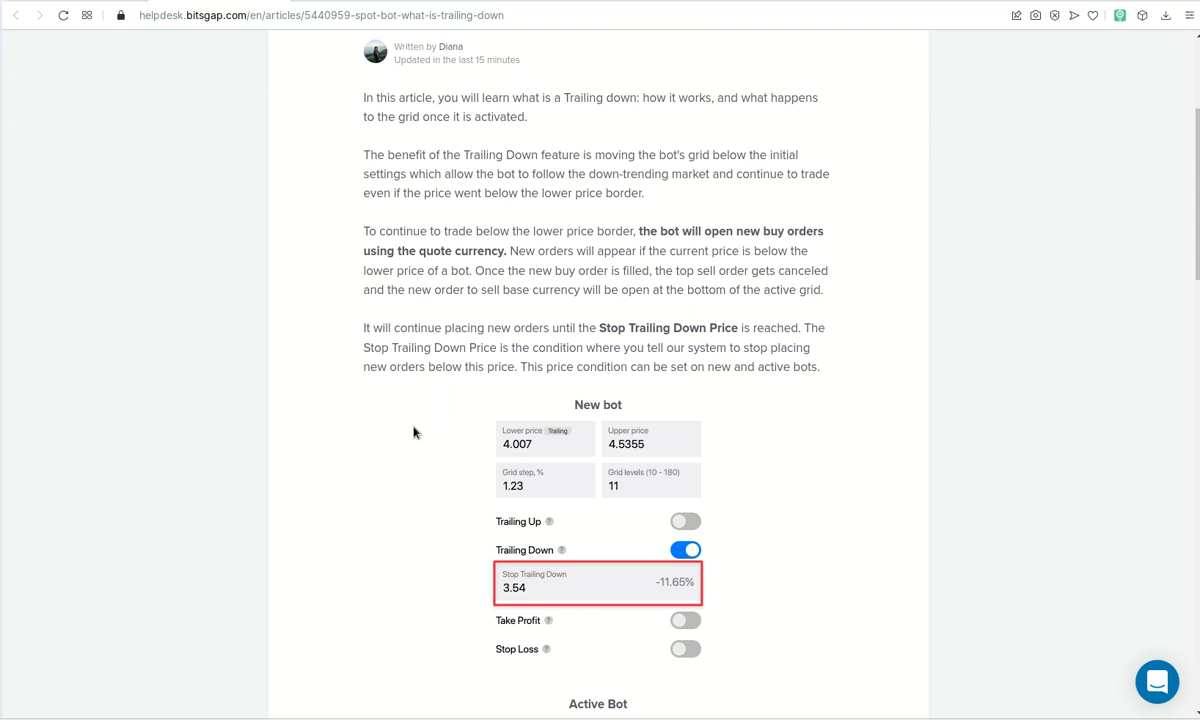 helpdesk.bitsgap.com/en/articles/5440959-spot-bot-what-is-trailing-down
Written by Diana
Updated in the last 15 minutes
In this article, you will learn what is a Trailing down: how it works, and what happens
to the grid once it is activated.
The benefit of the Trailing Down feature is moving the bot's grid below the initial
settings which allow the bot to follow the down-trending market and continue to trade
even if the price went below the lower price border.
To continue to trade below the lower price border, the bot will open new buy orders
using the quote currency. New orders will appear if the current price is below the
lower price of a bot. Once the new buy order is filled, the top sell order gets canceled
and the new order to sell base currency will be open at the bottom of the active grid.
It will continue placing new orders until the Stop Trailing Down Price is reached. The
Stop Trailing Down Price is the condition where you tell our system to stop placing
new orders below this price. This price condition can be set on new and active bots.
New bot
Lower price Trailing
4.007
Upper price
4.5355
Grid step, %
1.23
Grid levels (10 - 180)
11
Trailing Up ?
Trailing Down ?
Stop Trailing Down
3.54
-11.65%
Take Profit ?
Stop Loss ?
Active Bot